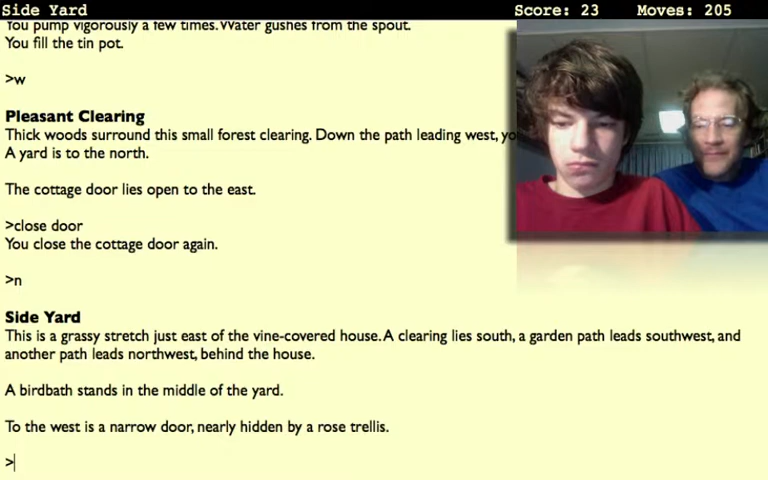 Side Yard Score: 23 Moves: 205
You pump vigorously a few times. Water gushes from the spout.
You fill the tin pot.
>w
Pleasant Clearing
Thick woods surround this small forest clearing. Down the path leading west,
A yard is to the north.
The cottage door lies open to the east.
>close door
You close the cottage door again.
>n
Side Yard
This is a grassy stretch just east of the vine-covered house. A clearing lies south, a garden path leads southwest, and
another path leads northwest, behind the house.
A birdbath stands in the middle of the yard.
To the west is a narrow door, nearly hidden by a rose trellis.
>